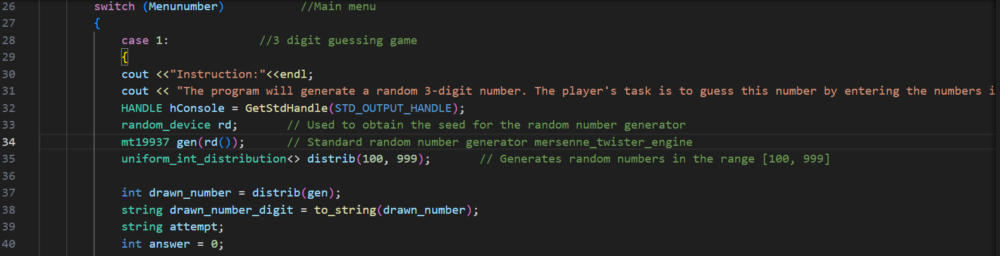 26 switch (Menunumber) //Main menu
27 {
28 case 1: //3 digit guessing game
29 {
30 cout <<"Instruction:"<<endl;
31 cout << "The program will generate a random 3-digit number. The player's task is to guess this number by entering the numbers i
32 HANDLE hConsole = GetStdHandle(STD_OUTPUT_HANDLE);
33 random_device rd; // Used to obtain the seed for the random number generator
34 mt19937 gen(rd()); // Standard random number generator mersenne_twister_engine
35 uniform_int_distribution<> distrib(100, 999); // Generates random numbers in the range [100, 999]
36
37 int drawn_number = distrib(gen);
38 string drawn_number_digit = to_string(drawn_number);
39 string attempt;
40 int answer = 0;